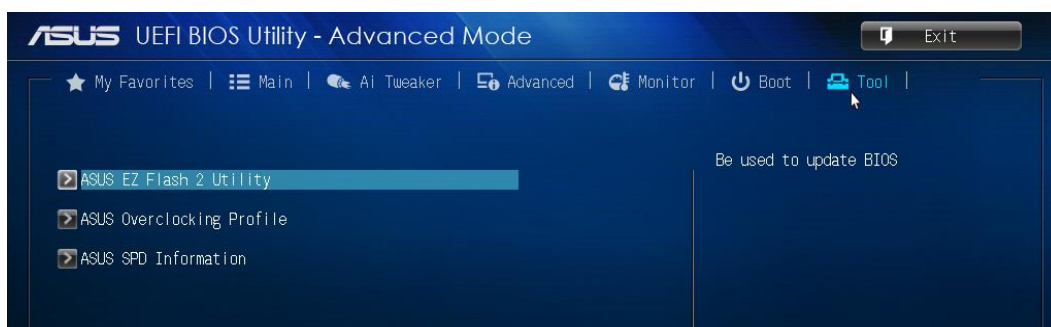 ASUS UEFI BIOS Utility - Advanced Mode
Exit
My Favorites | Main | Ai Tweaker | Advanced | Monitor | Boot | Tool |
Be used to update BIOS
ASUS EZ Flash 2 Utility
ASUS Overclocking Profile
ASUS SPD Information